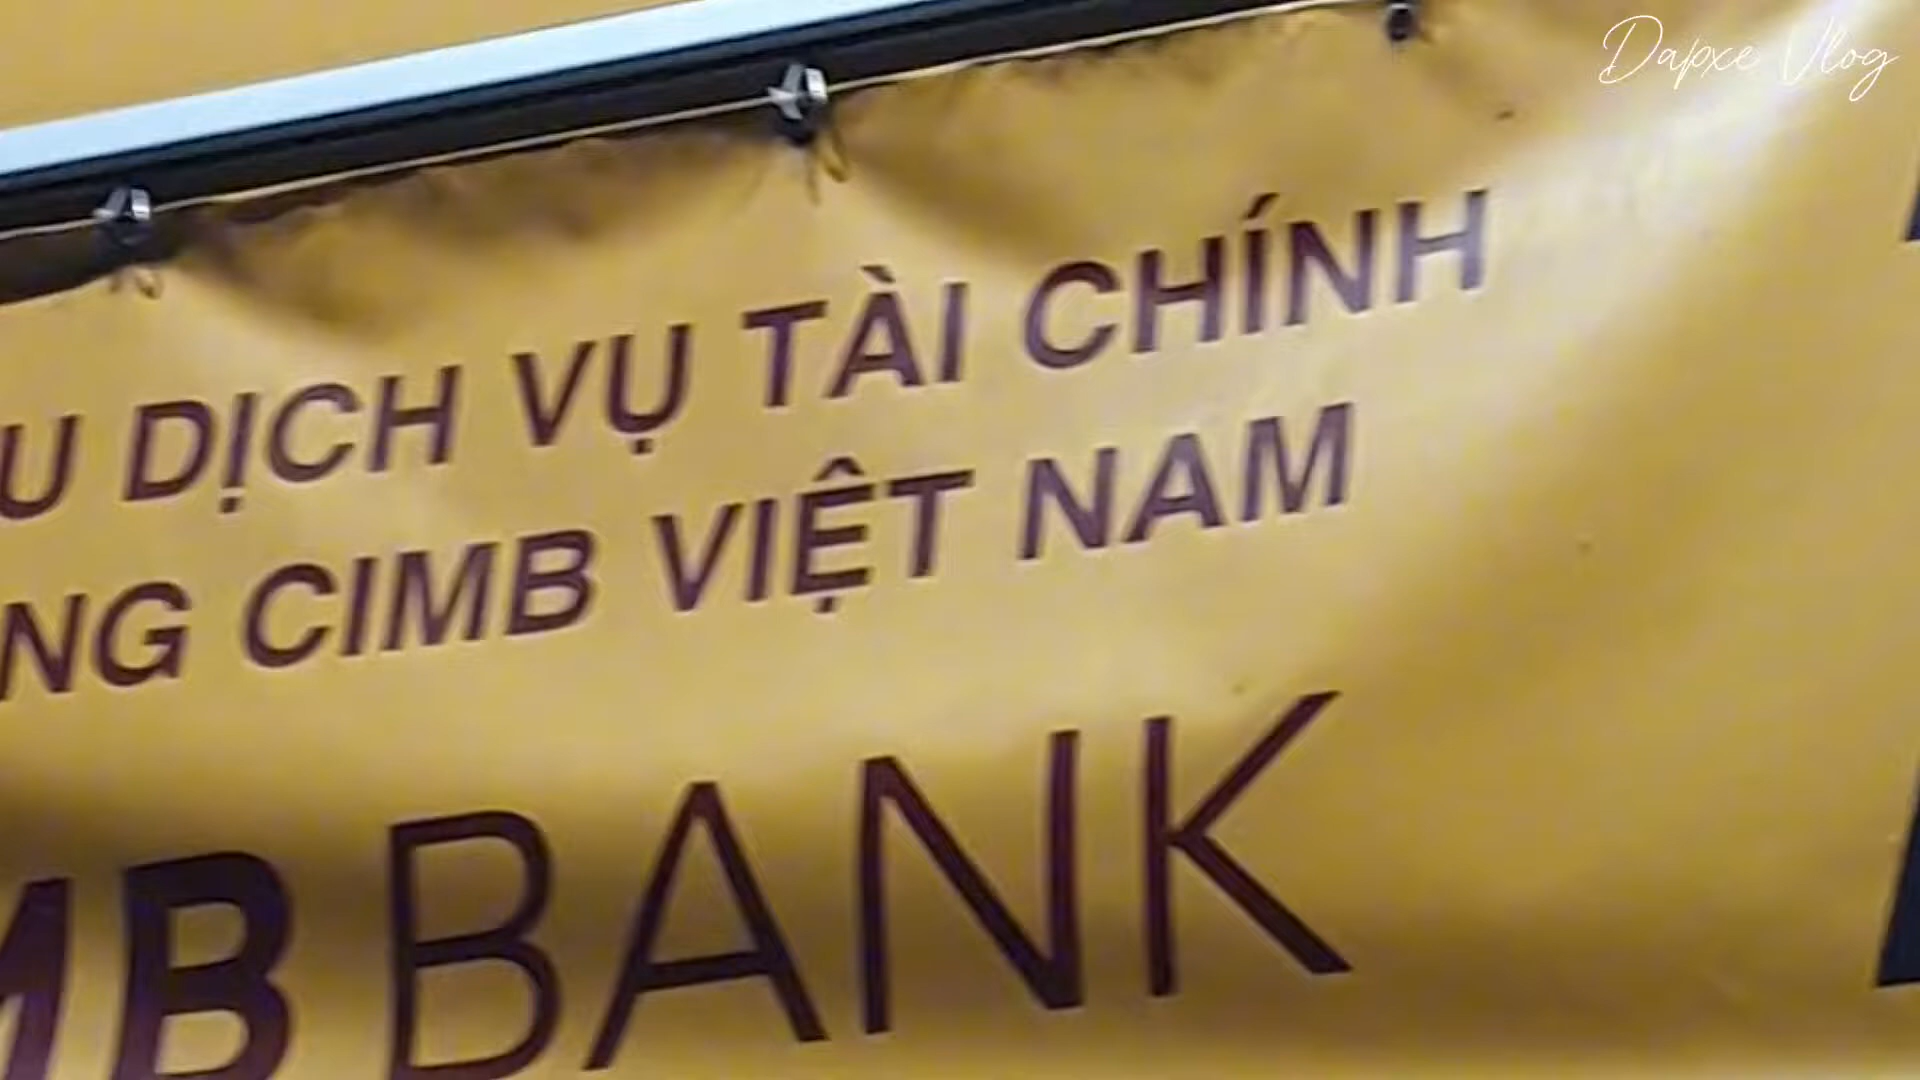 Dapxe Vlog
U DỊCH VỤ TÀI CHÍNH
NG CIMB VIỆT NAM
MB BANK